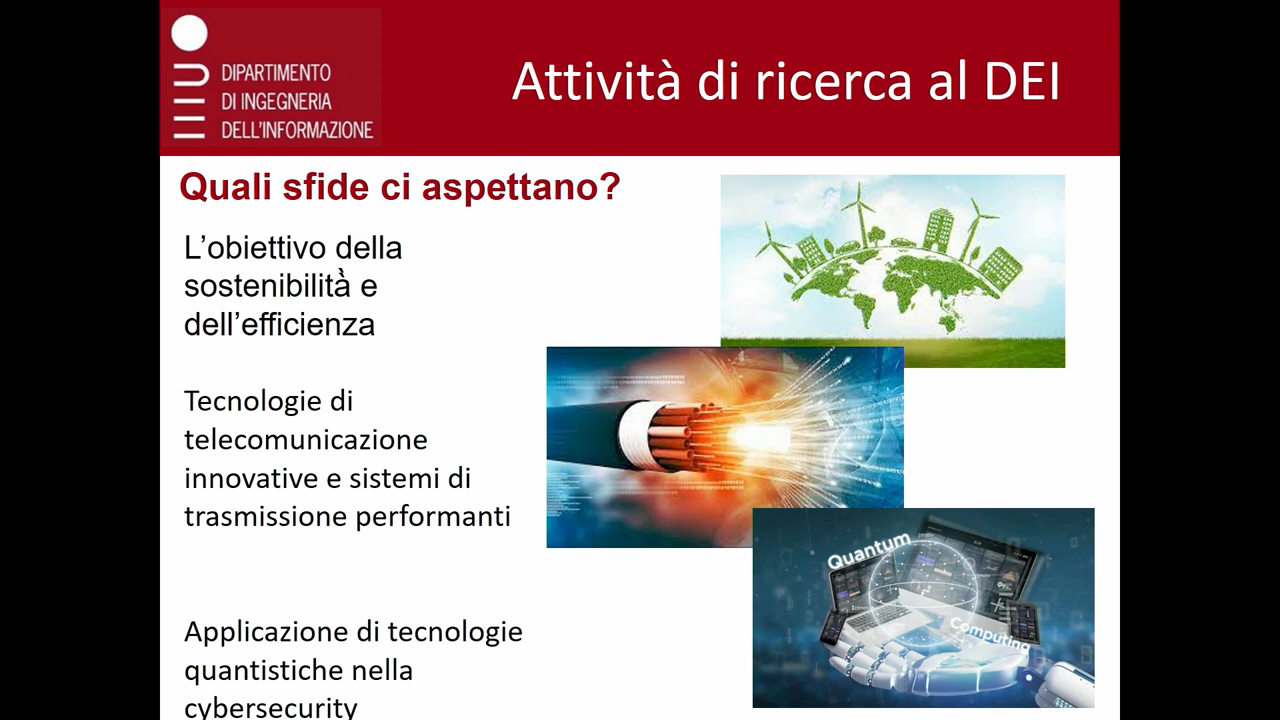 DIPARTIMENTO
DI INGEGNERIA
DELL'INFORMAZIONE
Attività di ricerca al DEI
Quali sfide ci aspettano?
L’obiettivo della
sostenibilità e
dell’efficienza
Tecnologie di
telecomunicazione
innovative e sistemi di
trasmissione performanti
Applicazione di tecnologie
quantistiche nella
cybersecurity
Quantum
Computing